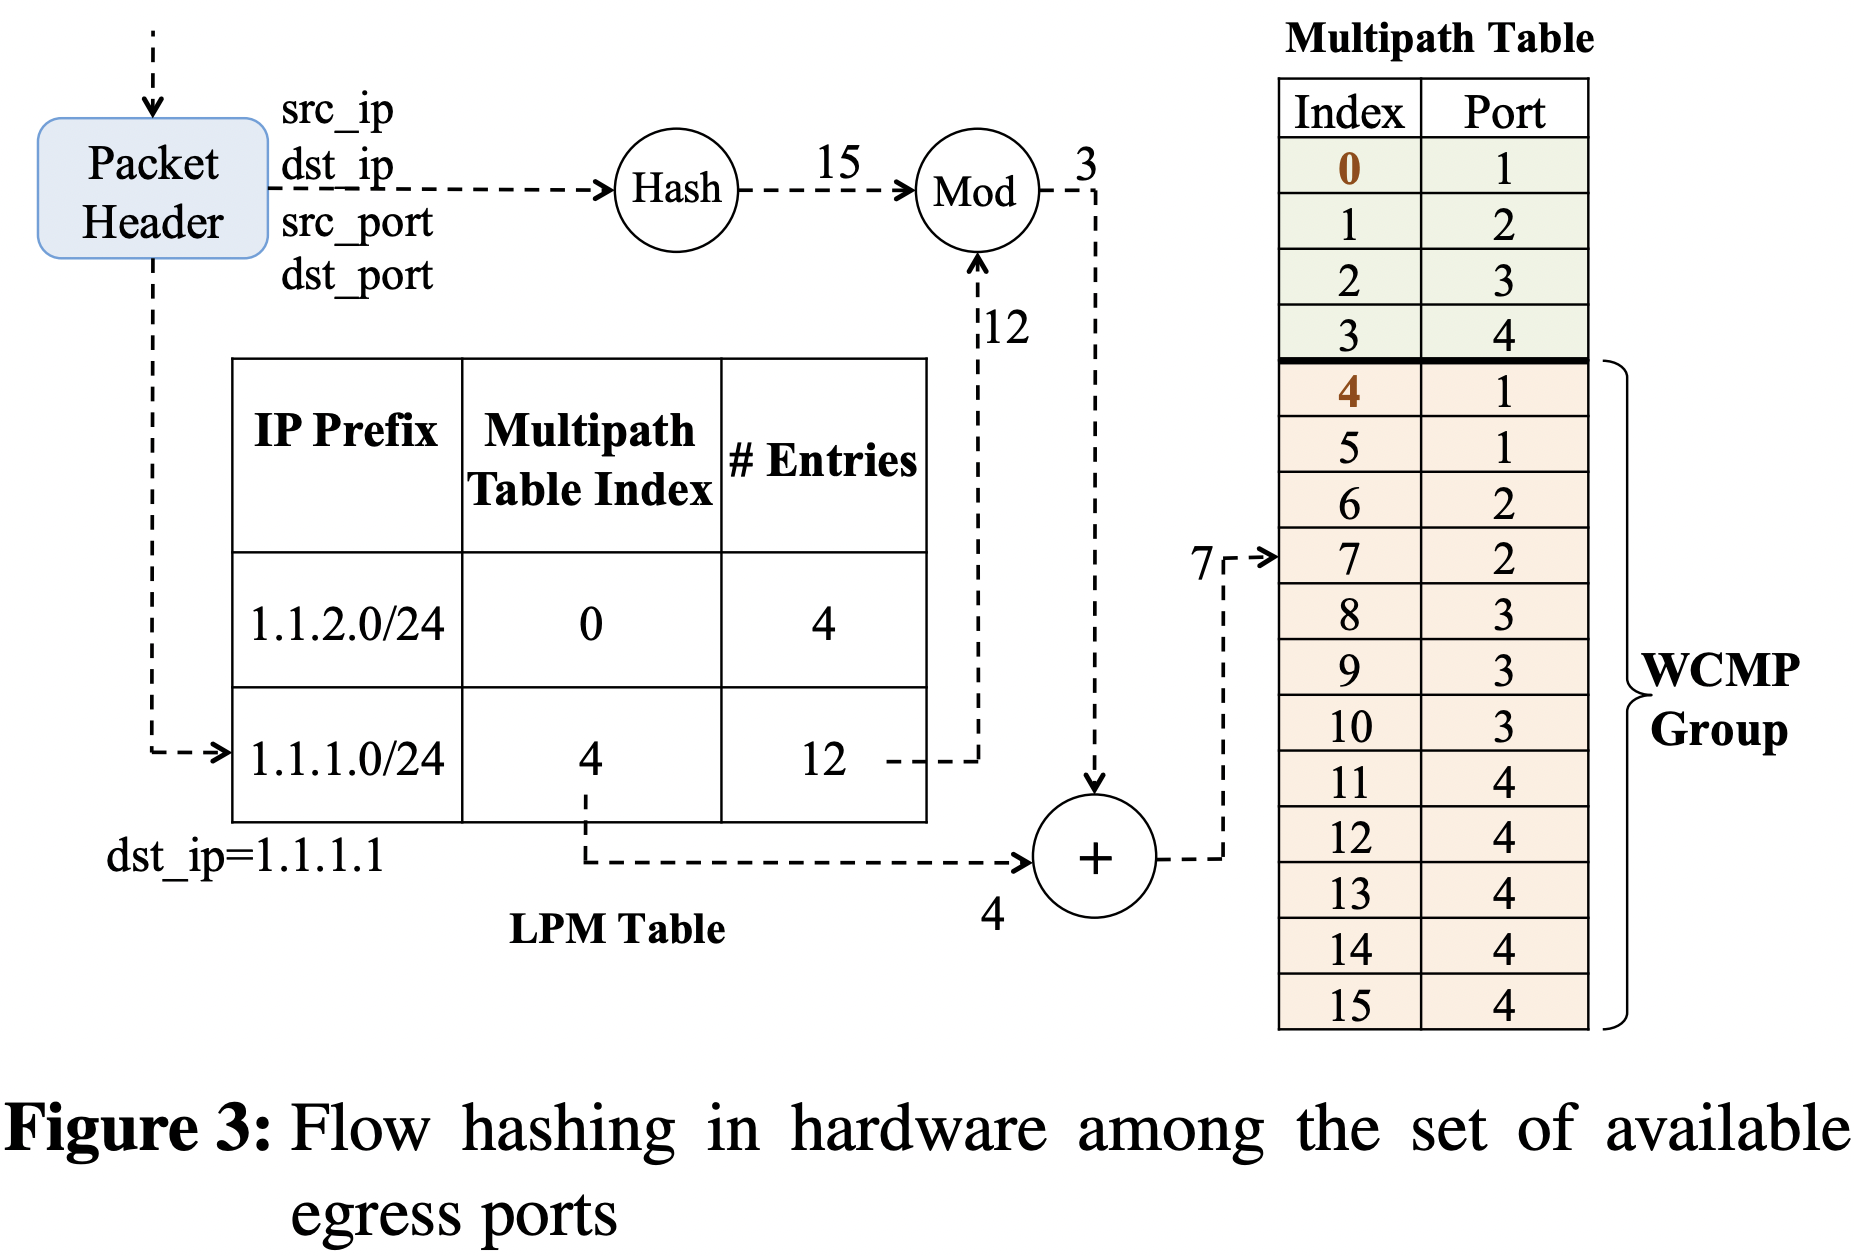 Packet
Header
src_ip
dst_ip
src_port
dst_port
Hash
15
Mod
3
12
IP Prefix
Multipath
Table Index
# Entries
1.1.2.0/24 0 4
1.1.1.0/24 4 12
dst_ip=1.1.1.1
LPM Table
4
+
7
Multipath Table
Index Port
0 1
1 2
2 3
3 4
4 1
5 1
6 2
7 2
8 3
9 3
10 3
11 4
12 4
13 4
14 4
15 4
WCMP
Group
Figure 3: Flow hashing in hardware among the set of available
egress ports